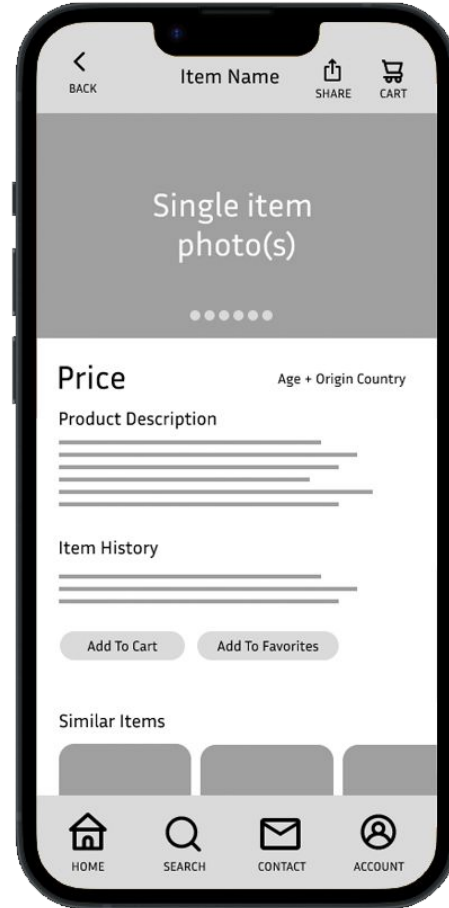 BACK
Item Name
SHARE
CART
Single item
photo(s)
Price
Age + Origin Country
Product Description
Item History
Add To Cart
Add To Favorites
Similar Items
HOME
SEARCH
CONTACT
ACCOUNT